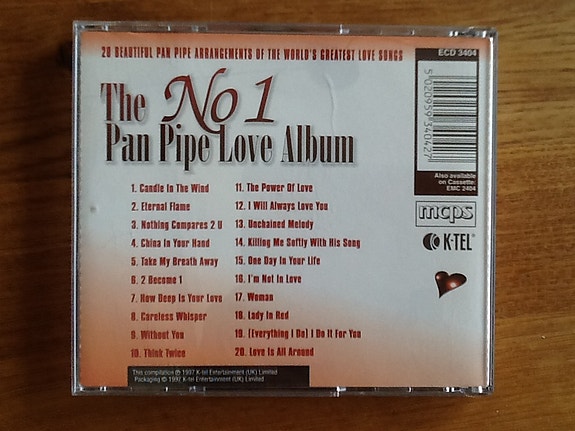 20 BEAUTIFUL PAN PIPE ARRANGEMENTS OF THE WORLD'S GREATEST LOVE SONGS
The No 1
Pan Pipe Love Album
1. Candle In The Wind
2. Eternal Flame
3. Nothing Compares 2 U
4. China In Your Hand
5. Take My Breath Away
6. 2 Become 1
7. How Deep Is Your Love
8. Careless Whisper
9. Without You
10. Think Twice
11. The Power Of Love
12. I Will Always Love You
13. Unchained Melody
14. Killing Me Softly With His Song
15. One Day In Your Life
16. I'm Not In Love
17. Woman
18. Lady In Red
19. (Everything I Do) I Do It For You
20. Love Is All Around
ECD 3404
5 020959 340427
Also available
on Cassette:
EMC 2404
mcps
K-TEL®
This compilation ℗ 1997 K-tel Entertainment (UK) Limited
Packaging © 1997 K-tel Entertainment (UK) Limited